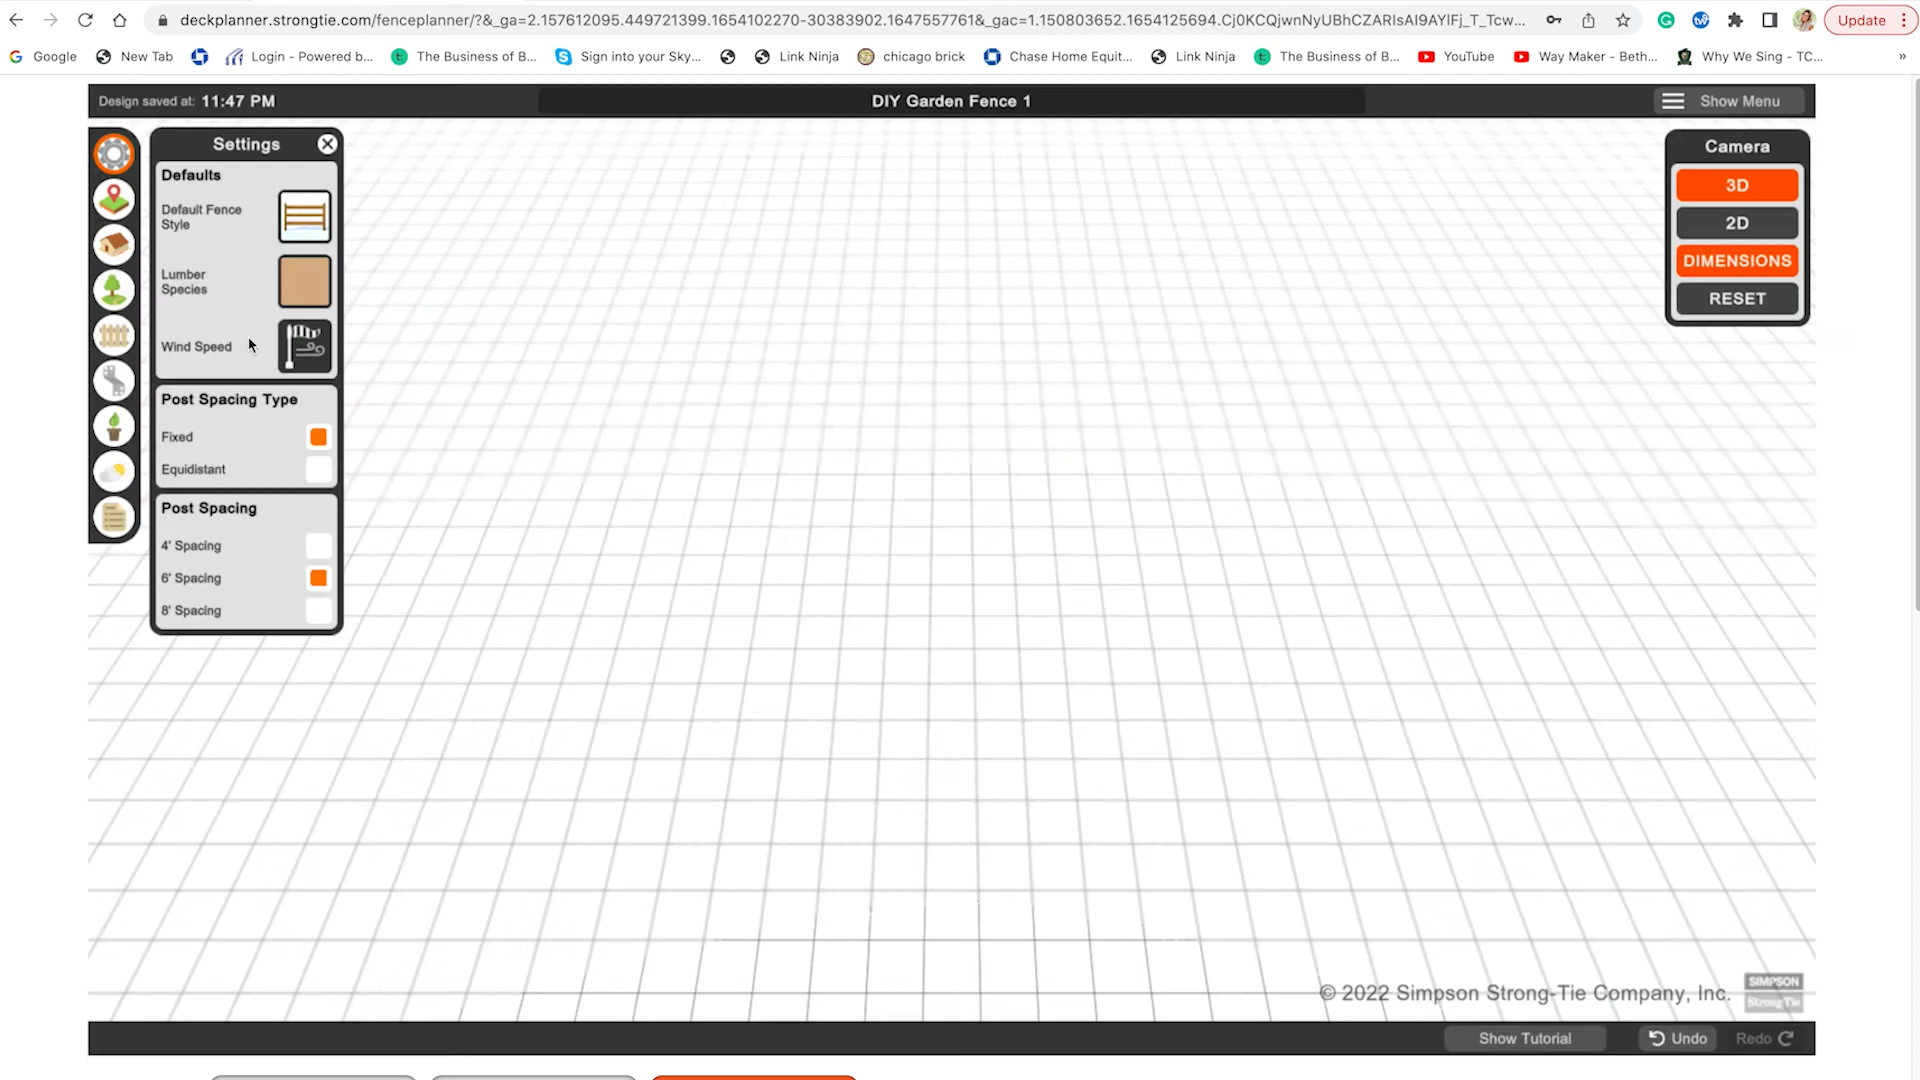 deckplanner.strongtie.com/fenceplanner/?&_ga=2.157612095.449721399.1654102270-30383902.1647557761&_gac=1.150803652.1654125694.Cj0KCQjwnNyUBhCZARIsAI9AYlFj_T_Tcw...
Update
Google
New Tab
Login - Powered b...
The Business of B...
Sign into your Sky...
Link Ninja
chicago brick
Chase Home Equit...
Link Ninja
The Business of B...
YouTube
Way Maker - Beth...
Why We Sing - TC...
»
Design saved at: 11:47 PM
DIY Garden Fence 1
Show Menu
Settings
Defaults
Default Fence
Style
Lumber
Species
Wind Speed
Post Spacing Type
Fixed
Equidistant
Post Spacing
4' Spacing
6' Spacing
8' Spacing
Camera
3D
2D
DIMENSIONS
RESET
© 2022 Simpson Strong-Tie Company, Inc.
SIMPSON
Strong-Tie
Show Tutorial
Undo
Redo